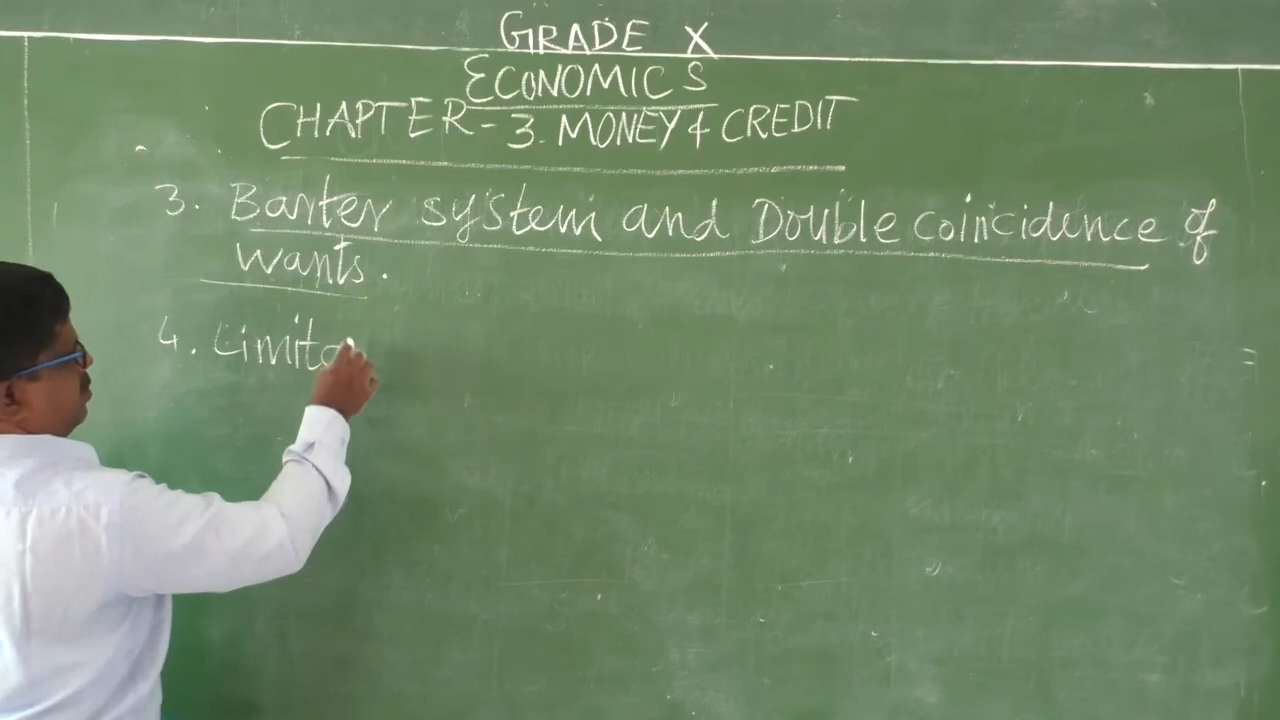 GRADE X
ECONOMICS
CHAPTER-3. MONEY & CREDIT
3. Barter system and Double coincidence of
wants.
4. Limita